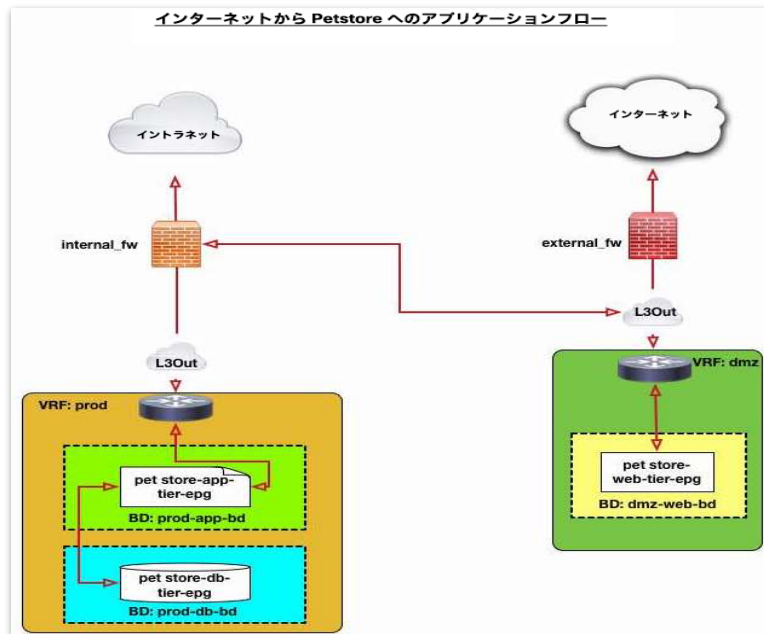 インターネットから Petstore へのアプリケーションフロー
イントラネット
インターネット
internal_fw
external_fw
L3Out
L3Out
VRF: prod
VRF: dmz
pet store-app-
tier-epg
BD: prod-app-bd
pet store-
web-tier-epg
BD: dmz-web-bd
pet store-db-
tier-epg
BD: prod-db-bd